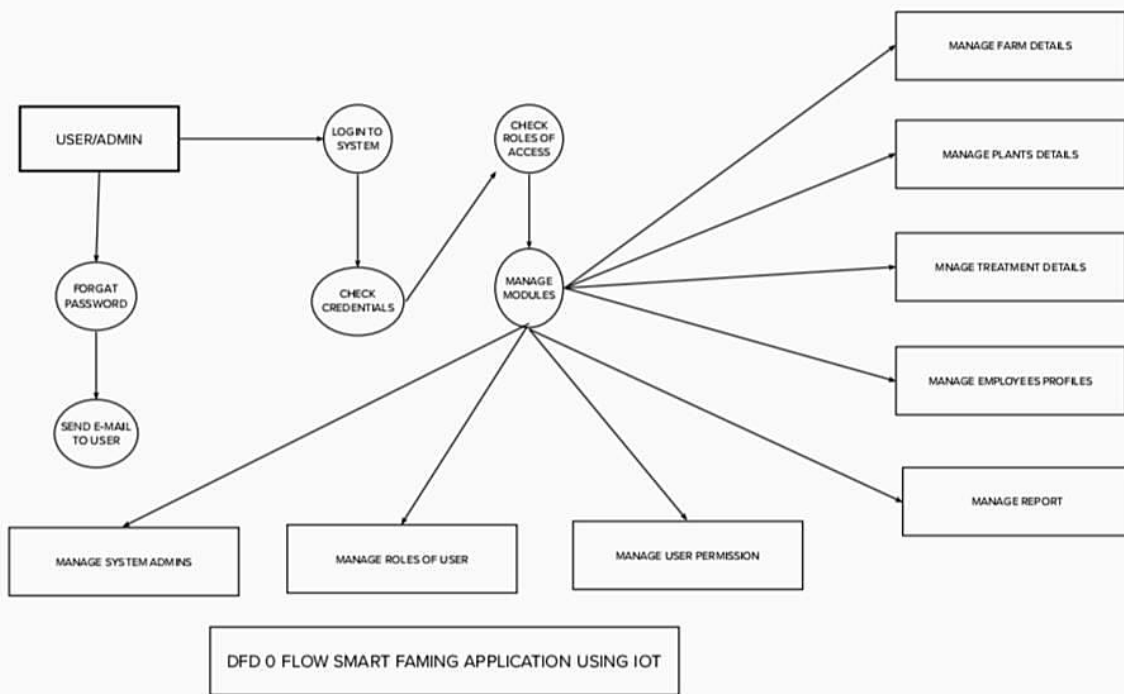 MANAGE FARM DETAILS
USER/ADMIN
LOGIN TO
SYSTEM
CHECK
ROLES OF
ACCESS
MANAGE PLANTS DETAILS
MNAGE TREATMENT DETAILS
FORGAT
PASSWORD
CHECK
CREDENTIALS
MANAGE
MODULES
MANAGE EMPLOYEES PROFILES
SEND E-MAIL
TO USER
MANAGE REPORT
MANAGE SYSTEM ADMINS
MANAGE ROLES OF USER
MANAGE USER PERMISSION
DFD 0 FLOW SMART FAMING APPLICATION USING IOT